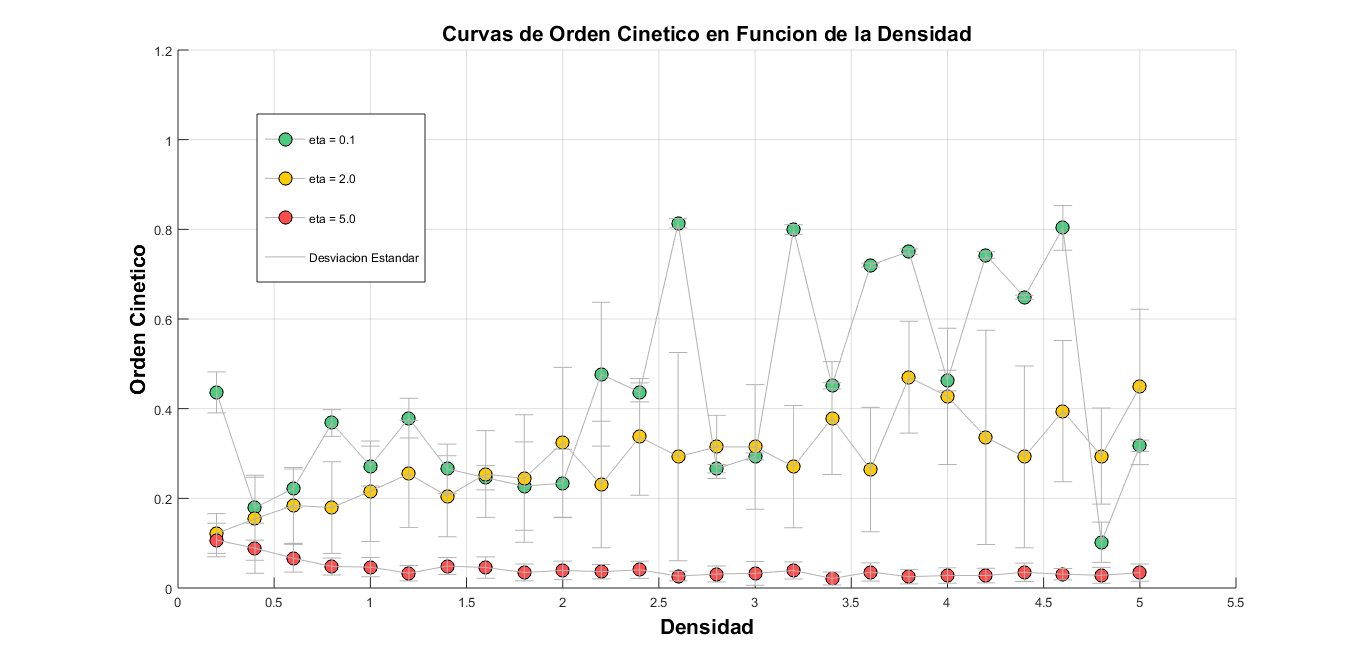 Curvas de Orden Cinetico en Funcion de la Densidad
1.2
1
0.8
0.6
0.4
0.2
0
Orden Cinetico
eta = 0.1
eta = 2.0
eta = 5.0
Desviacion Estandar
0 0.5 1 1.5 2 2.5 3 3.5 4 4.5 5 5.5
Densidad